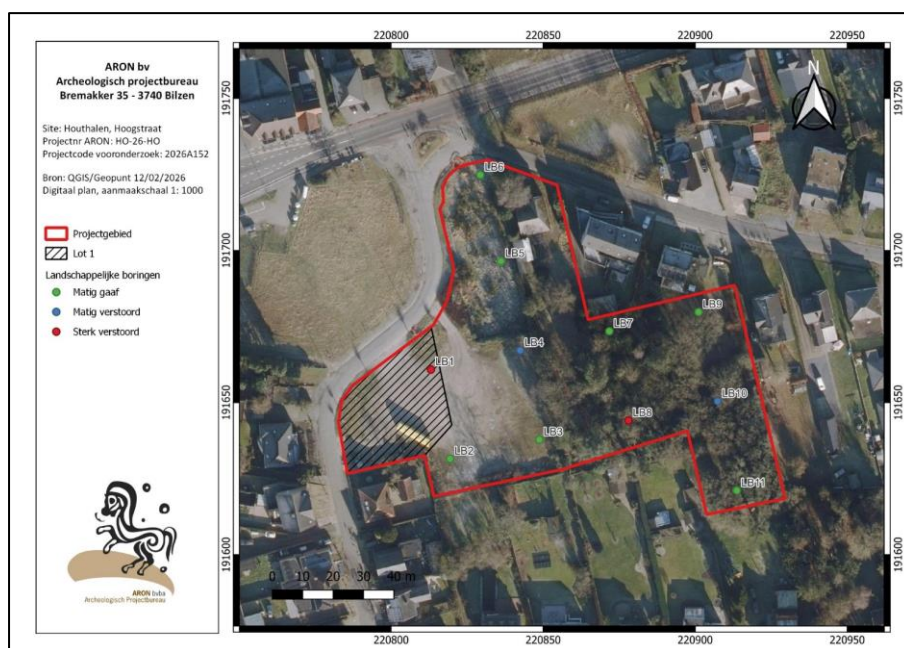 ARON bv
Archeologisch projectbureau
Bremakker 35 - 3740 Bilzen
Site: Houthalen, Hoogstraat
Projectnr ARON: HO-26-HO
Projectcode vooronderzoek: 2026A152
Bron: QGIS/Geopunt 12/02/2026
Digitaal plan, aanmaakschaal 1: 1000
Projectgebied
Lot 1
Landschappelijke boringen
Matig gaaf
Matig verstoord
Sterk verstoord
ARON bvba
Archeologisch Projectbureau
220800 220850 220900 220950
191750
191700
191650
191600
N
LB6
LB5
LB9
LB7
LB4
LB1
LB10
LB8
LB3
LB2
LB11
0 10 20 30 40 m
191750
191700
191650
191600
220800 220850 220900 220950